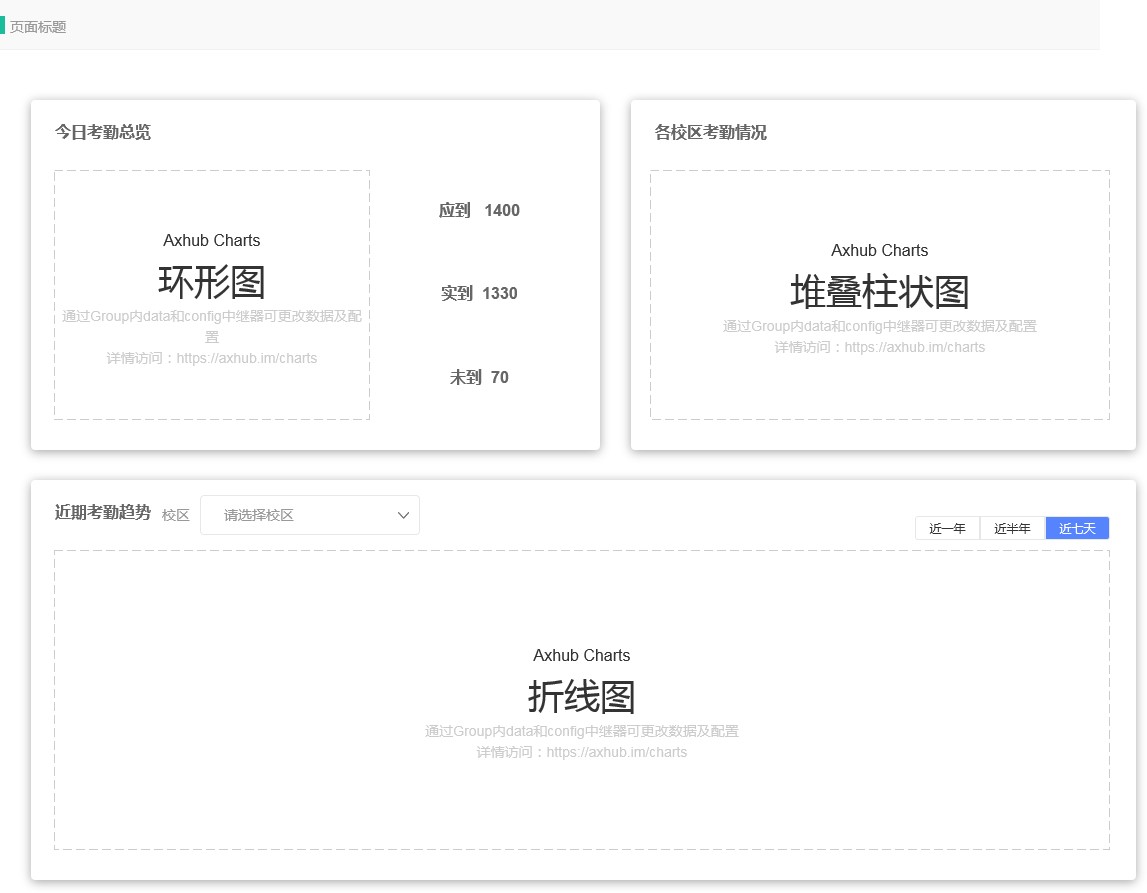 页面标题
今日考勤总览
Axhub Charts
环形图
通过Group内data和config中继器可更改数据及配
置
详情访问：https://axhub.im/charts
应到 1400
实到 1330
未到 70
各校区考勤情况
Axhub Charts
堆叠柱状图
通过Group内data和config中继器可更改数据及配置
详情访问：https://axhub.im/charts
近期考勤趋势 校区 请选择校区
近一年 近半年 近七天
Axhub Charts
折线图
通过Group内data和config中继器可更改数据及配置
详情访问：https://axhub.im/charts